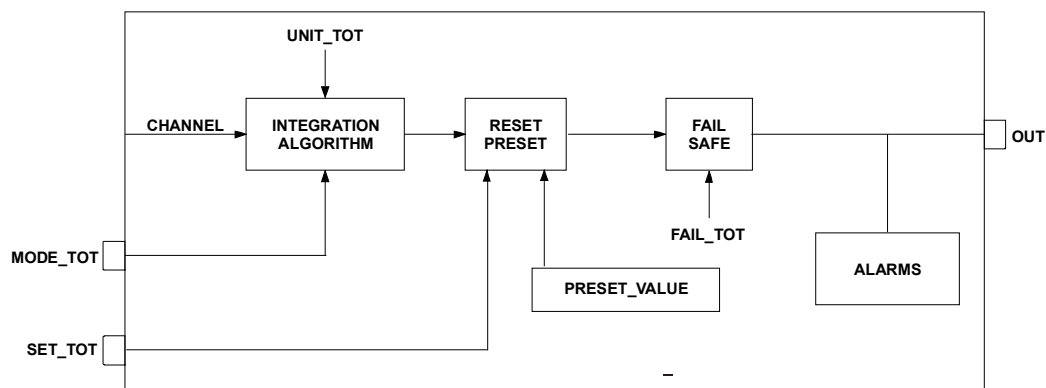 UNIT_TOT
CHANNEL
INTEGRATION
ALGORITHM
RESET
PRESET
FAIL
SAFE
OUT
MODE_TOT
FAIL_TOT
ALARMS
PRESET_VALUE
SET_TOT
_